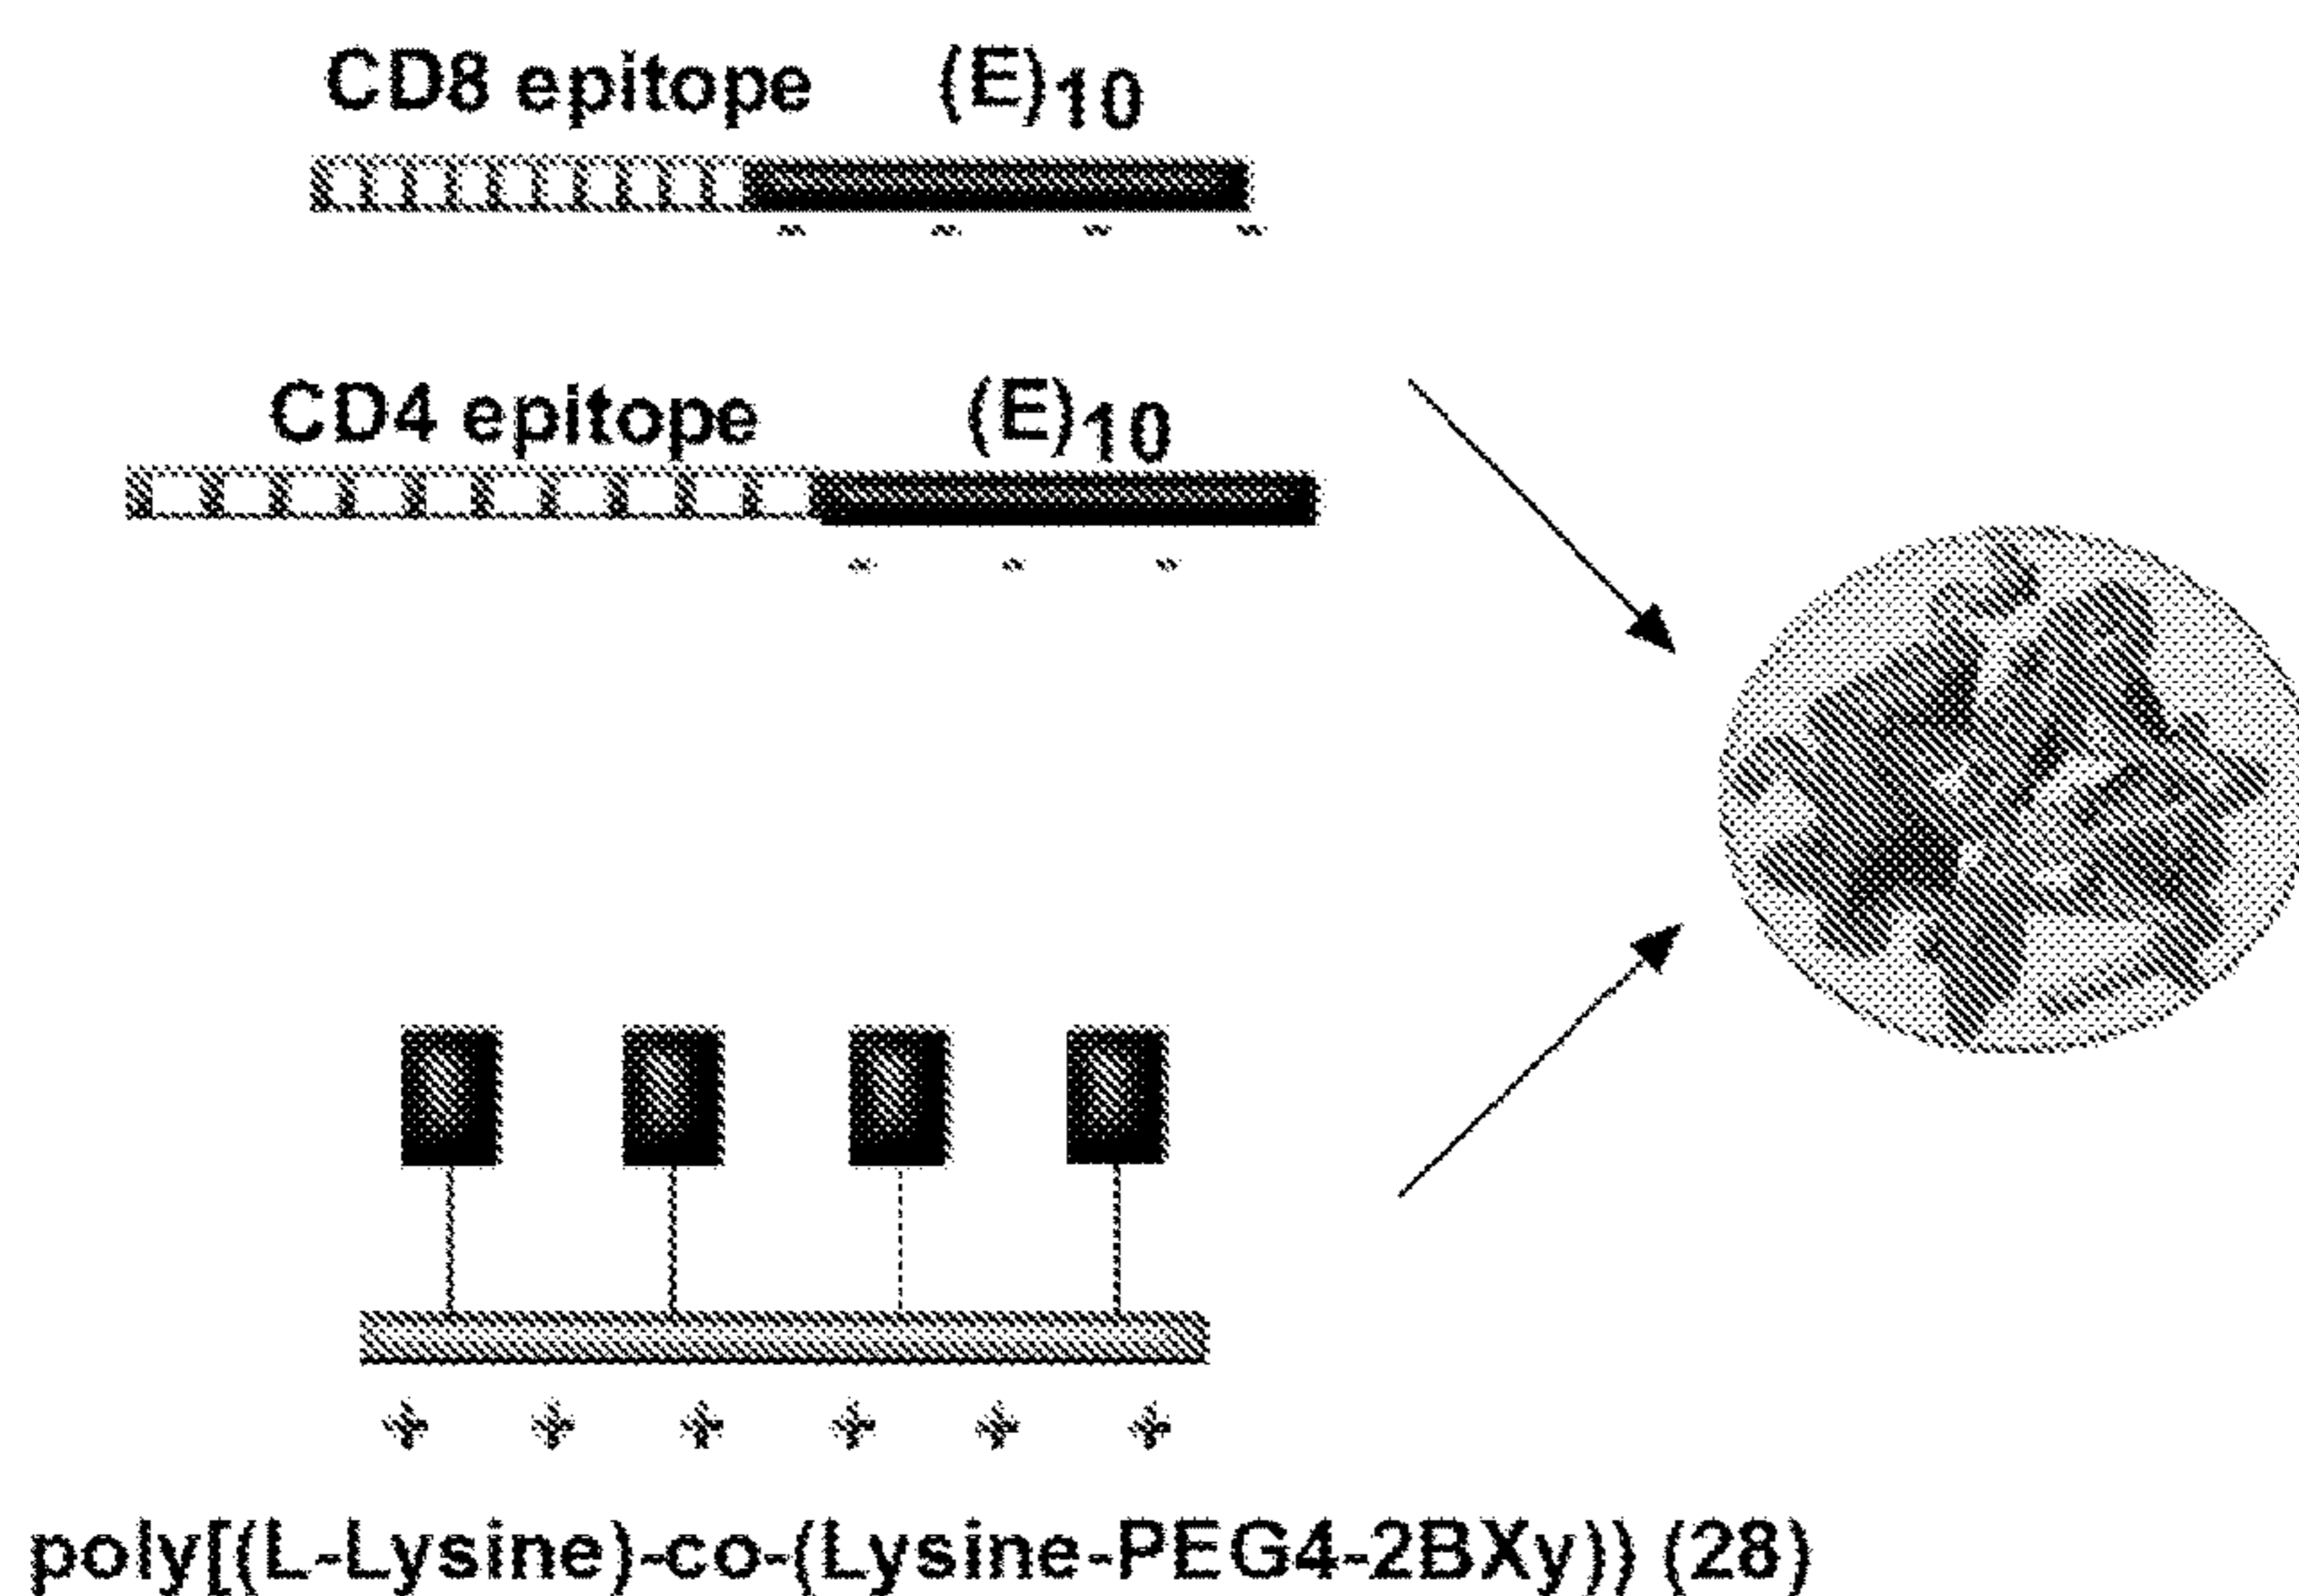 CD8 epitope (E)10
CD4 epitope (E)10
poly[(L-Lysine)-co-(Lysine-PEG4-2BXy)) (28)